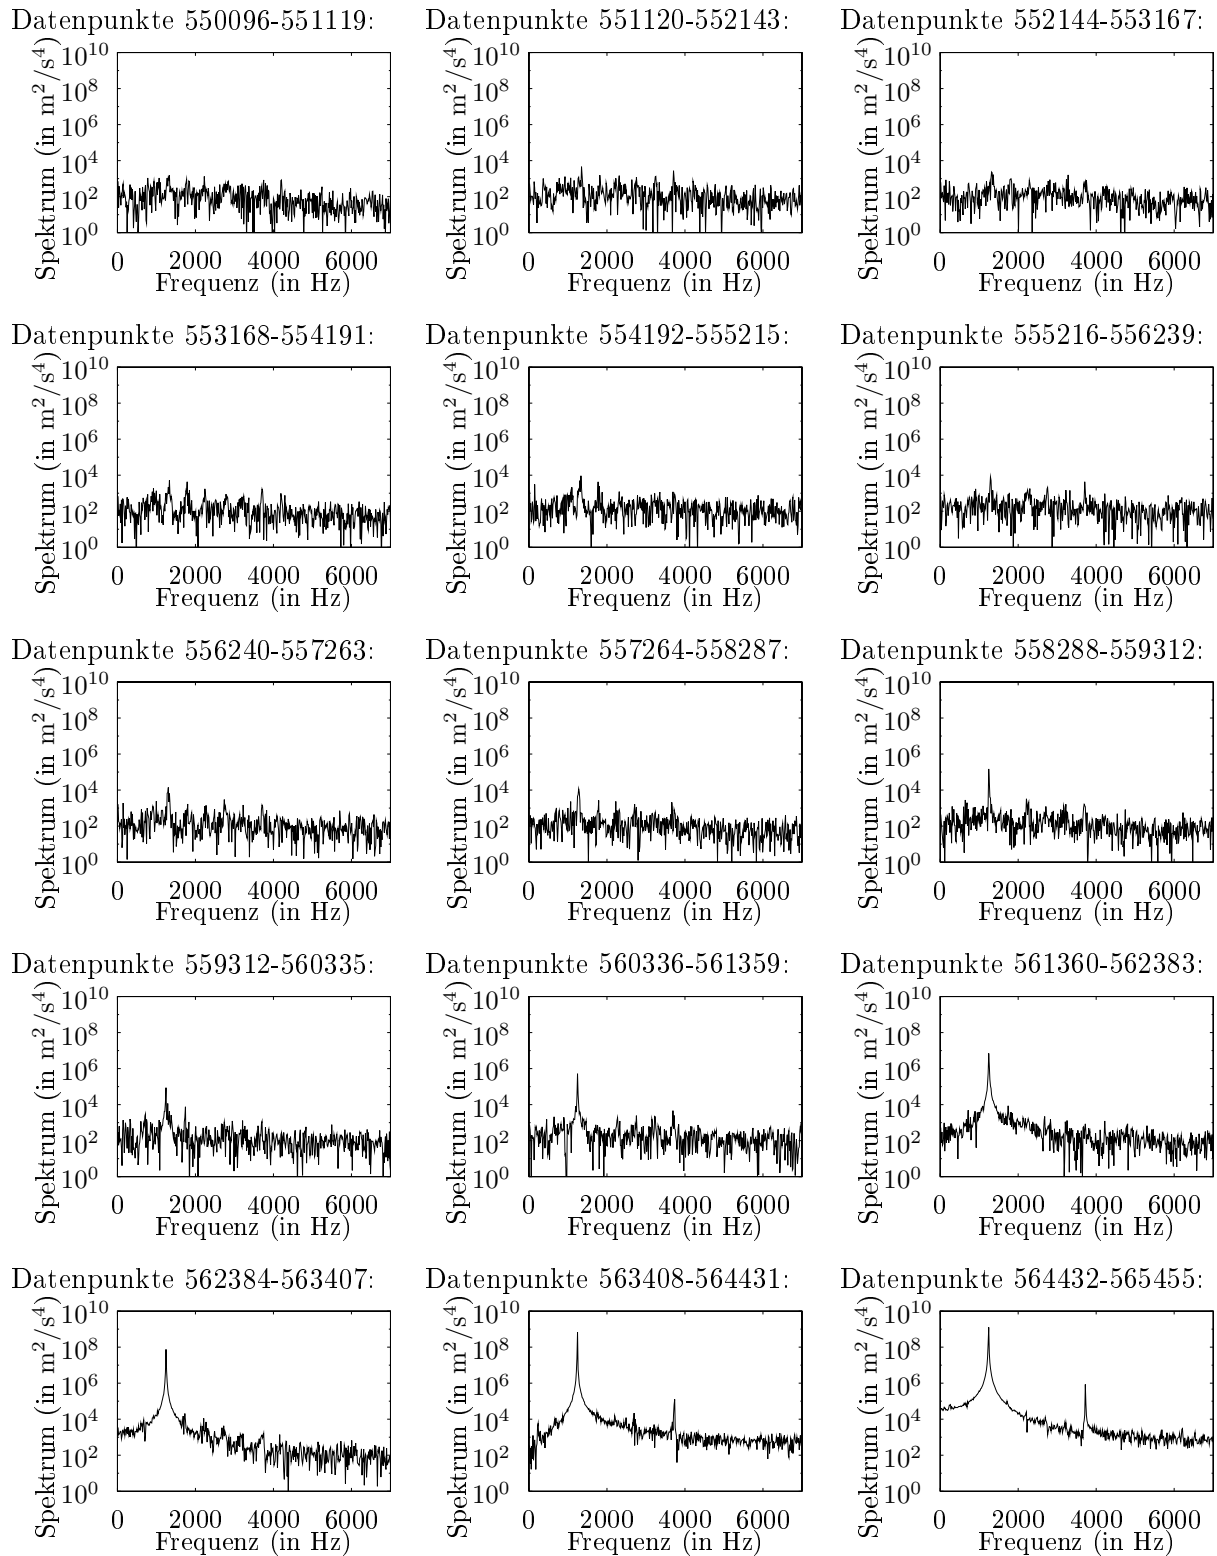 Datenpunkte 550096-551119:
Spektrum (in m²/s⁴)
10¹⁰
10⁸
10⁶
10⁴
10²
10⁰
0 2000 4000 6000
Frequenz (in Hz)
Datenpunkte 551120-552143:
Spektrum (in m²/s⁴)
10¹⁰
10⁸
10⁶
10⁴
10²
10⁰
0 2000 4000 6000
Frequenz (in Hz)
Datenpunkte 552144-553167:
Spektrum (in m²/s⁴)
10¹⁰
10⁸
10⁶
10⁴
10²
10⁰
0 2000 4000 6000
Frequenz (in Hz)
Datenpunkte 553168-554191:
Spektrum (in m²/s⁴)
10¹⁰
10⁸
10⁶
10⁴
10²
10⁰
0 2000 4000 6000
Frequenz (in Hz)
Datenpunkte 554192-555215:
Spektrum (in m²/s⁴)
10¹⁰
10⁸
10⁶
10⁴
10²
10⁰
0 2000 4000 6000
Frequenz (in Hz)
Datenpunkte 555216-556239:
Spektrum (in m²/s⁴)
10¹⁰
10⁸
10⁶
10⁴
10²
10⁰
0 2000 4000 6000
Frequenz (in Hz)
Datenpunkte 556240-557263:
Spektrum (in m²/s⁴)
10¹⁰
10⁸
10⁶
10⁴
10²
10⁰
0 2000 4000 6000
Frequenz (in Hz)
Datenpunkte 557264-558287:
Spektrum (in m²/s⁴)
10¹⁰
10⁸
10⁶
10⁴
10²
10⁰
0 2000 4000 6000
Frequenz (in Hz)
Datenpunkte 558288-559312:
Spektrum (in m²/s⁴)
10¹⁰
10⁸
10⁶
10⁴
10²
10⁰
0 2000 4000 6000
Frequenz (in Hz)
Datenpunkte 559312-560335:
Spektrum (in m²/s⁴)
10¹⁰
10⁸
10⁶
10⁴
10²
10⁰
0 2000 4000 6000
Frequenz (in Hz)
Datenpunkte 560336-561359:
Spektrum (in m²/s⁴)
10¹⁰
10⁸
10⁶
10⁴
10²
10⁰
0 2000 4000 6000
Frequenz (in Hz)
Datenpunkte 561360-562383:
Spektrum (in m²/s⁴)
10¹⁰
10⁸
10⁶
10⁴
10²
10⁰
0 2000 4000 6000
Frequenz (in Hz)
Datenpunkte 562384-563407:
Spektrum (in m²/s⁴)
10¹⁰
10⁸
10⁶
10⁴
10²
10⁰
0 2000 4000 6000
Frequenz (in Hz)
Datenpunkte 563408-564431:
Spektrum (in m²/s⁴)
10¹⁰
10⁸
10⁶
10⁴
10²
10⁰
0 2000 4000 6000
Frequenz (in Hz)
Datenpunkte 564432-565455:
Spektrum (in m²/s⁴)
10¹⁰
10⁸
10⁶
10⁴
10²
10⁰
0 2000 4000 6000
Frequenz (in Hz)